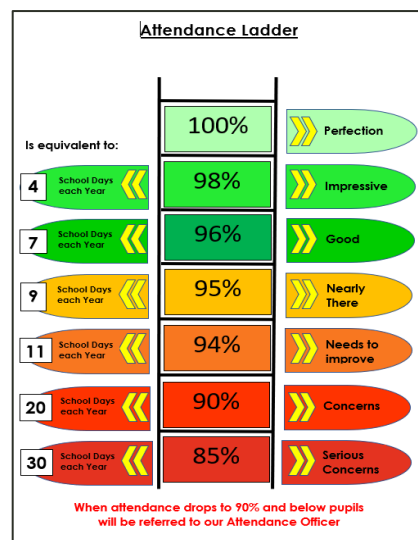 Attendance Ladder
100%
Perfection
Is equivalent to:
4
School Days
each Year
98%
Impressive
7
School Days
each Year
96%
Good
9
School Days
each Year
95%
Nearly
There
11
School Days
each Year
94%
Needs to
improve
20
School Days
each Year
90%
Concerns
30
School Days
each Year
85%
Serious
Concerns
When attendance drops to 90% and below pupils
will be referred to our Attendance Officer